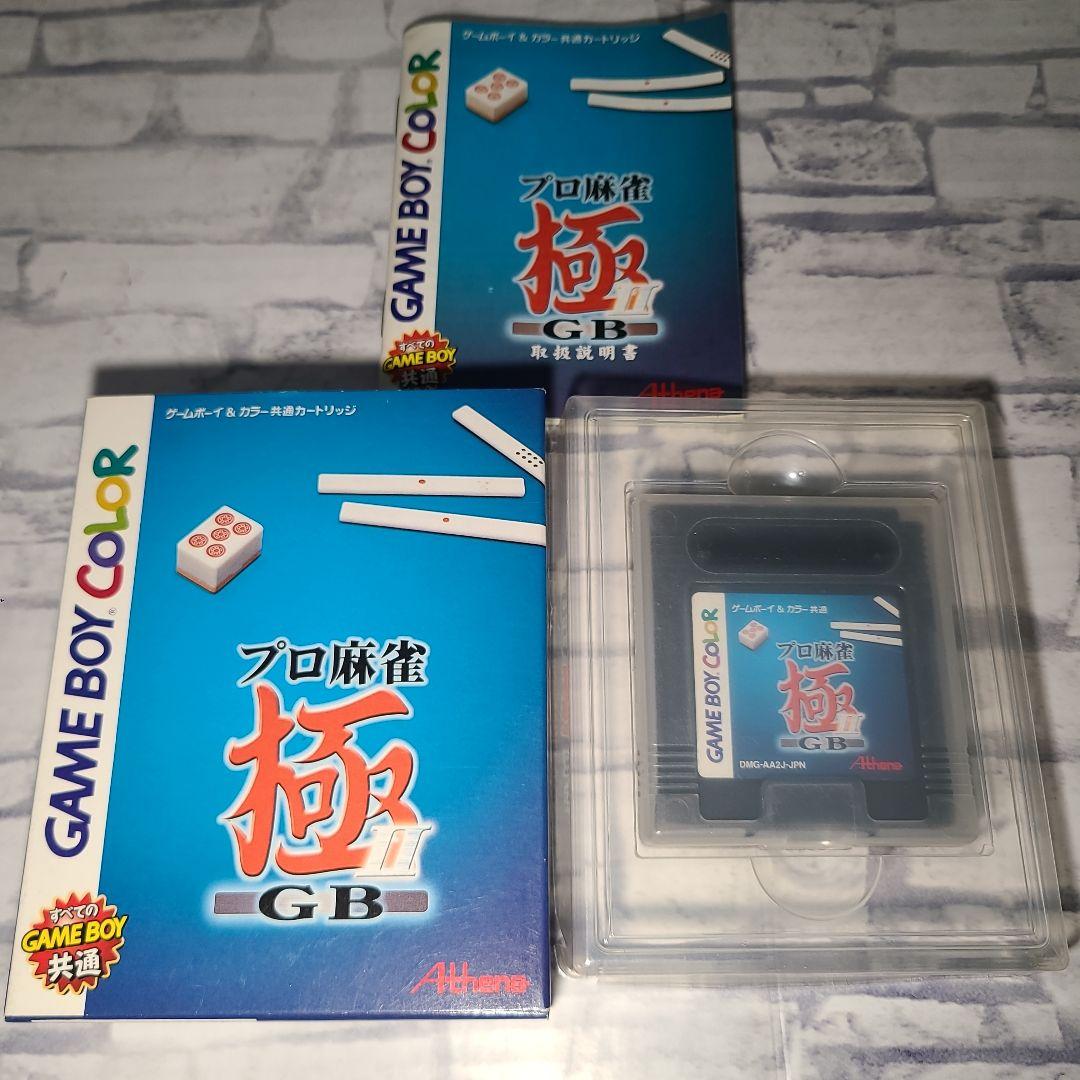 ゲームボーイ & カラー共通カートリッジ
GAME BOY COLOR
プロ麻雀
極
II
GB
取扱説明書
すべての
GAME BOY
共通
Athena
ゲームボーイ & カラー共通カートリッジ
GAME BOY COLOR
プロ麻雀
極
II
GB
すべての
GAME BOY
共通
Athena
ゲームボーイ & カラー共通
GAME BOY COLOR
プロ麻雀
極
II
GB
DMG-AA2J-JPN
Athena